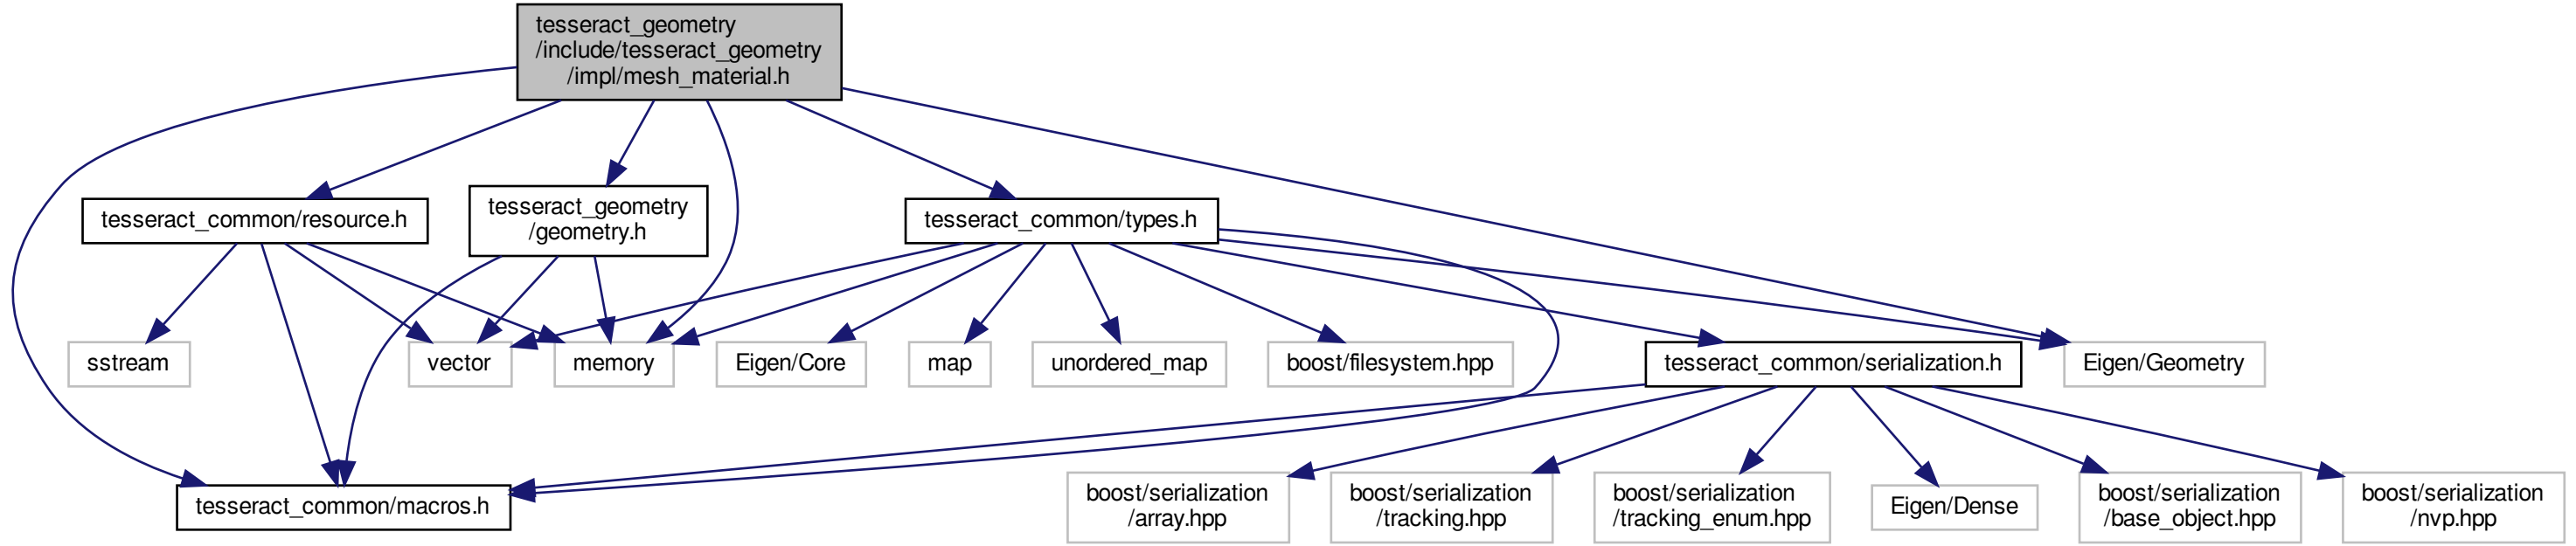 tesseract_geometry
/include/tesseract_geometry
/impl/mesh_material.h
tesseract_common/resource.h
tesseract_geometry
/geometry.h
tesseract_common/types.h
sstream
vector
memory
Eigen/Core
map
unordered_map
boost/filesystem.hpp
tesseract_common/serialization.h
Eigen/Geometry
tesseract_common/macros.h
boost/serialization
/array.hpp
boost/serialization
/tracking.hpp
boost/serialization
/tracking_enum.hpp
Eigen/Dense
boost/serialization
/base_object.hpp
boost/serialization
/nvp.hpp